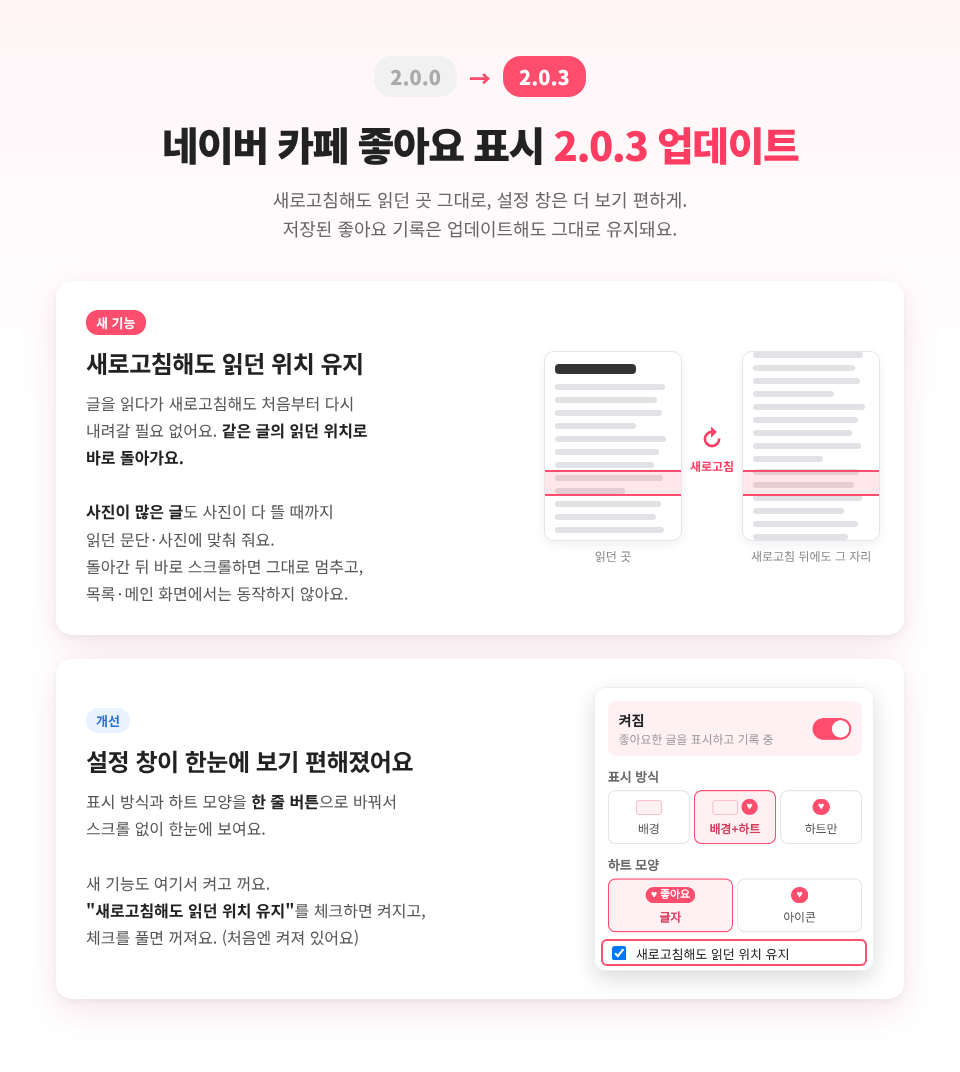 2.0.0 → 2.0.3
네이버 카페 좋아요 표시 2.0.3 업데이트
새로고침해도 읽던 곳 그대로, 설정 창은 더 보기 편하게.
저장된 좋아요 기록은 업데이트해도 그대로 유지돼요.
새 기능
새로고침해도 읽던 위치 유지
글을 읽다가 새로고침해도 처음부터 다시
내려갈 필요 없어요. 같은 글의 읽던 위치로
바로 돌아가요.
사진이 많은 글도 사진이 다 뜰 때까지
읽던 문단·사진에 맞춰 줘요.
돌아간 뒤 바로 스크롤하면 그대로 멈추고,
목록·메인 화면에서는 동작하지 않아요.
새로고침
읽던 곳
새로고침 뒤에도 그 자리
개선
설정 창이 한눈에 보기 편해졌어요
표시 방식과 하트 모양을 한 줄 버튼으로 바꿔서
스크롤 없이 한눈에 보여요.
새 기능도 여기서 켜고 꺼요.
"새로고침해도 읽던 위치 유지"를 체크하면 켜지고,
체크를 풀면 꺼져요. (처음엔 켜져 있어요)
켜짐
좋아요한 글을 표시하고 기록 중
표시 방식
배경
배경+하트
하트만
하트 모양
♥ 좋아요
글자
아이콘
새로고침해도 읽던 위치 유지